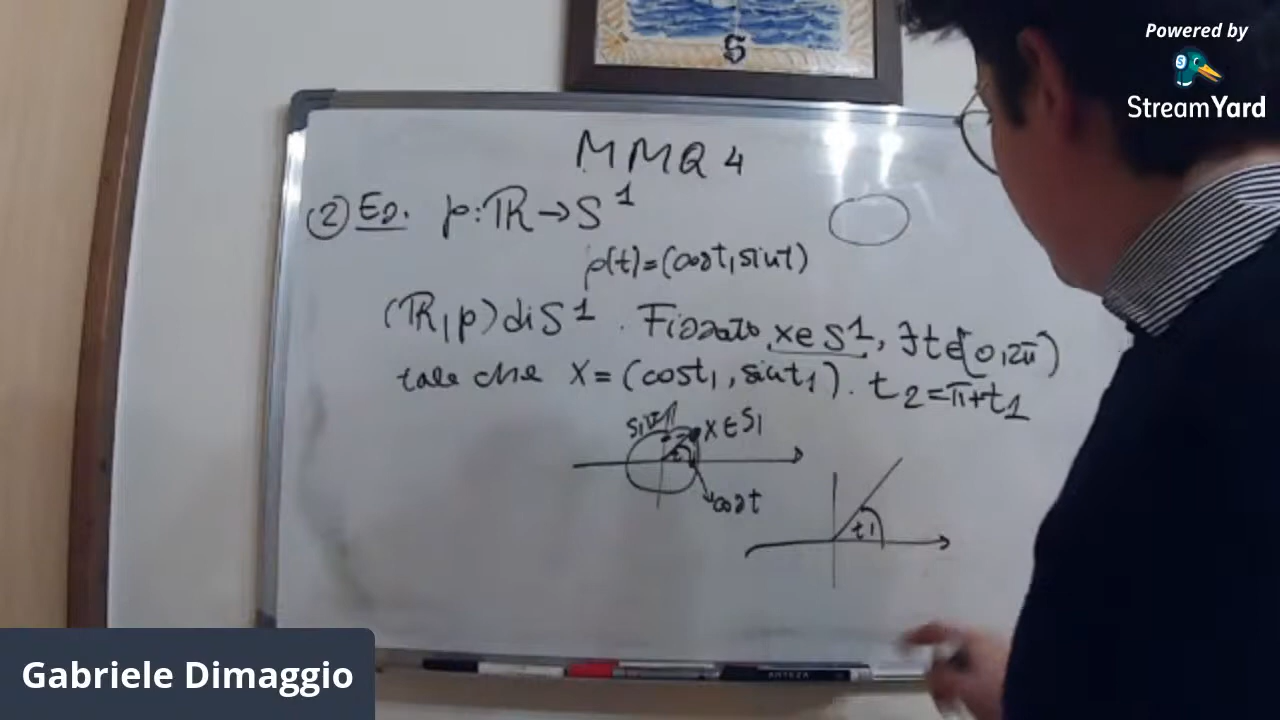 Powered by
StreamYard
S
MMQ 4
② Es. p: ℝ → S¹
p(t)=(cost, sint)
(ℝ, p) di S¹. Fissato x∈S¹, ∃t∈[0,2π)
tale che x = (cost₁, sint₁). t₂=π+t₁
x∈S¹
t
cost
t₁
Gabriele Dimaggio